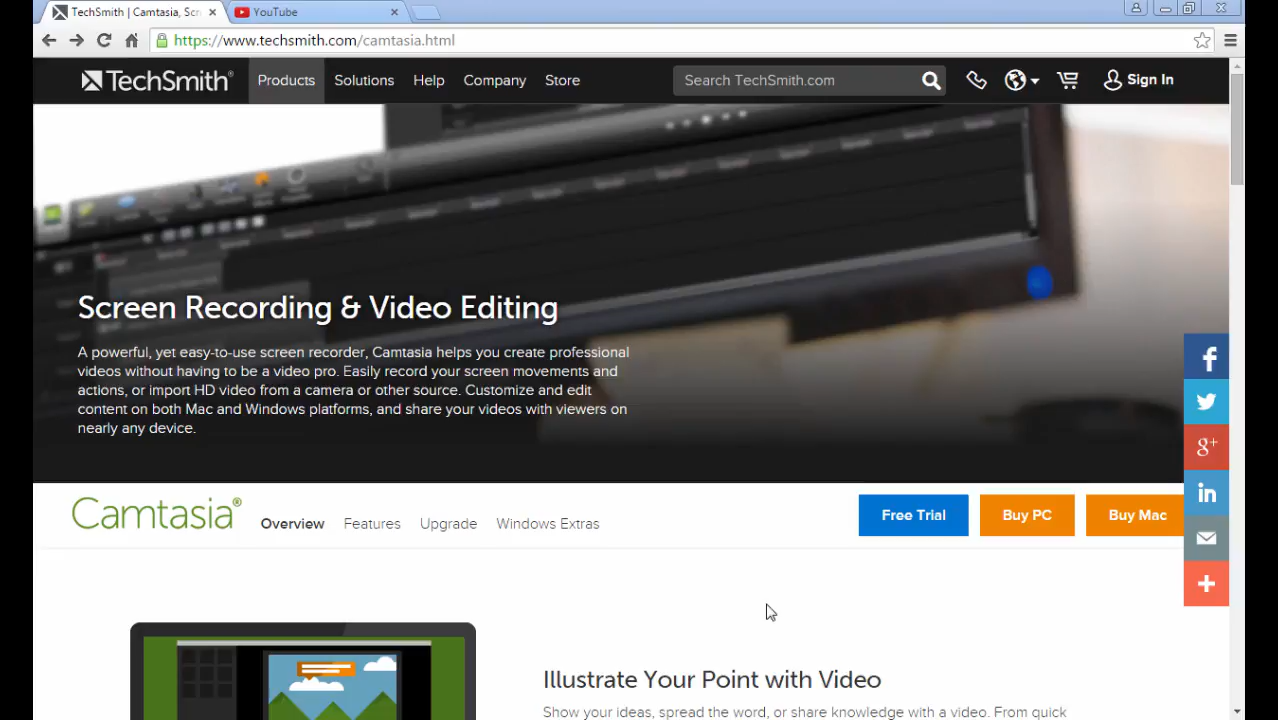 TechSmith | Camtasia, Scr
YouTube
https://www.techsmith.com/camtasia.html
TechSmith®
Products
Solutions
Help
Company
Store
Search TechSmith.com
Sign In
Screen Recording & Video Editing
A powerful, yet easy-to-use screen recorder, Camtasia helps you create professional
videos without having to be a video pro. Easily record your screen movements and
actions, or import HD video from a camera or other source. Customize and edit
content on both Mac and Windows platforms, and share your videos with viewers on
nearly any device.
f
g+
in
Camtasia®
Overview
Features
Upgrade
Windows Extras
Free Trial
Buy PC
Buy Mac
Illustrate Your Point with Video
Show your ideas, spread the word, or share knowledge with a video. From quick